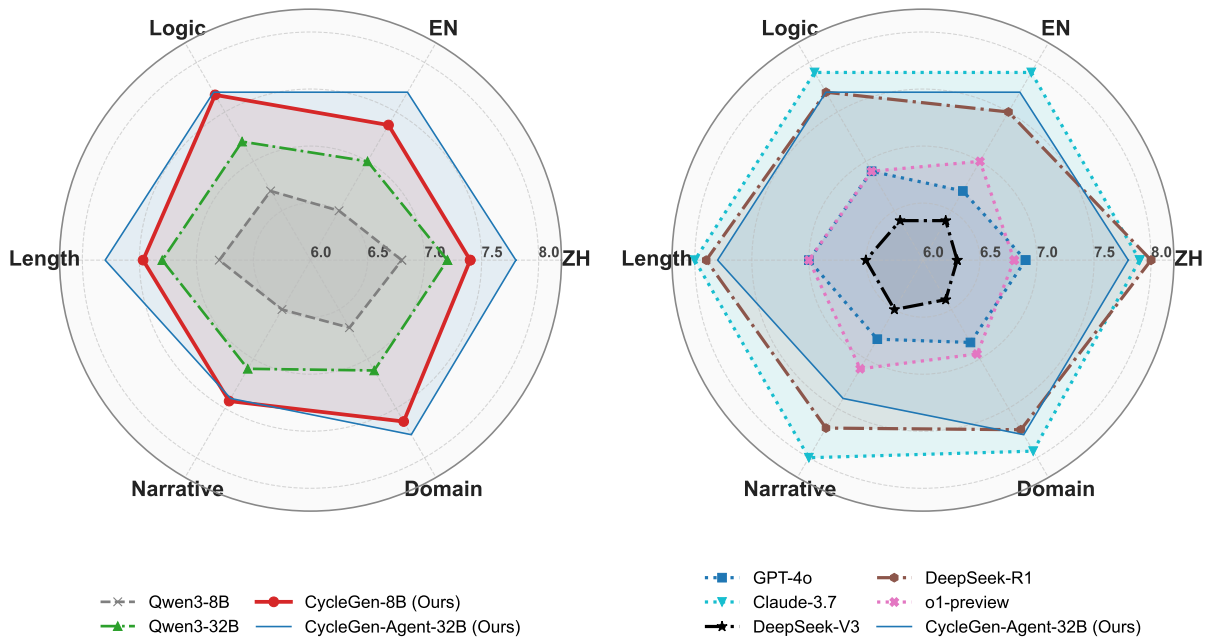 Logic
EN
Length
6.0
6.5
7.0
7.5
8.0
ZH
Narrative
Domain
Qwen3-8B
Qwen3-32B
CycleGen-8B (Ours)
CycleGen-Agent-32B (Ours)
Logic
EN
Length
6.0
6.5
7.0
7.5
8.0
ZH
Narrative
Domain
GPT-4o
Claude-3.7
DeepSeek-V3
DeepSeek-R1
o1-preview
CycleGen-Agent-32B (Ours)